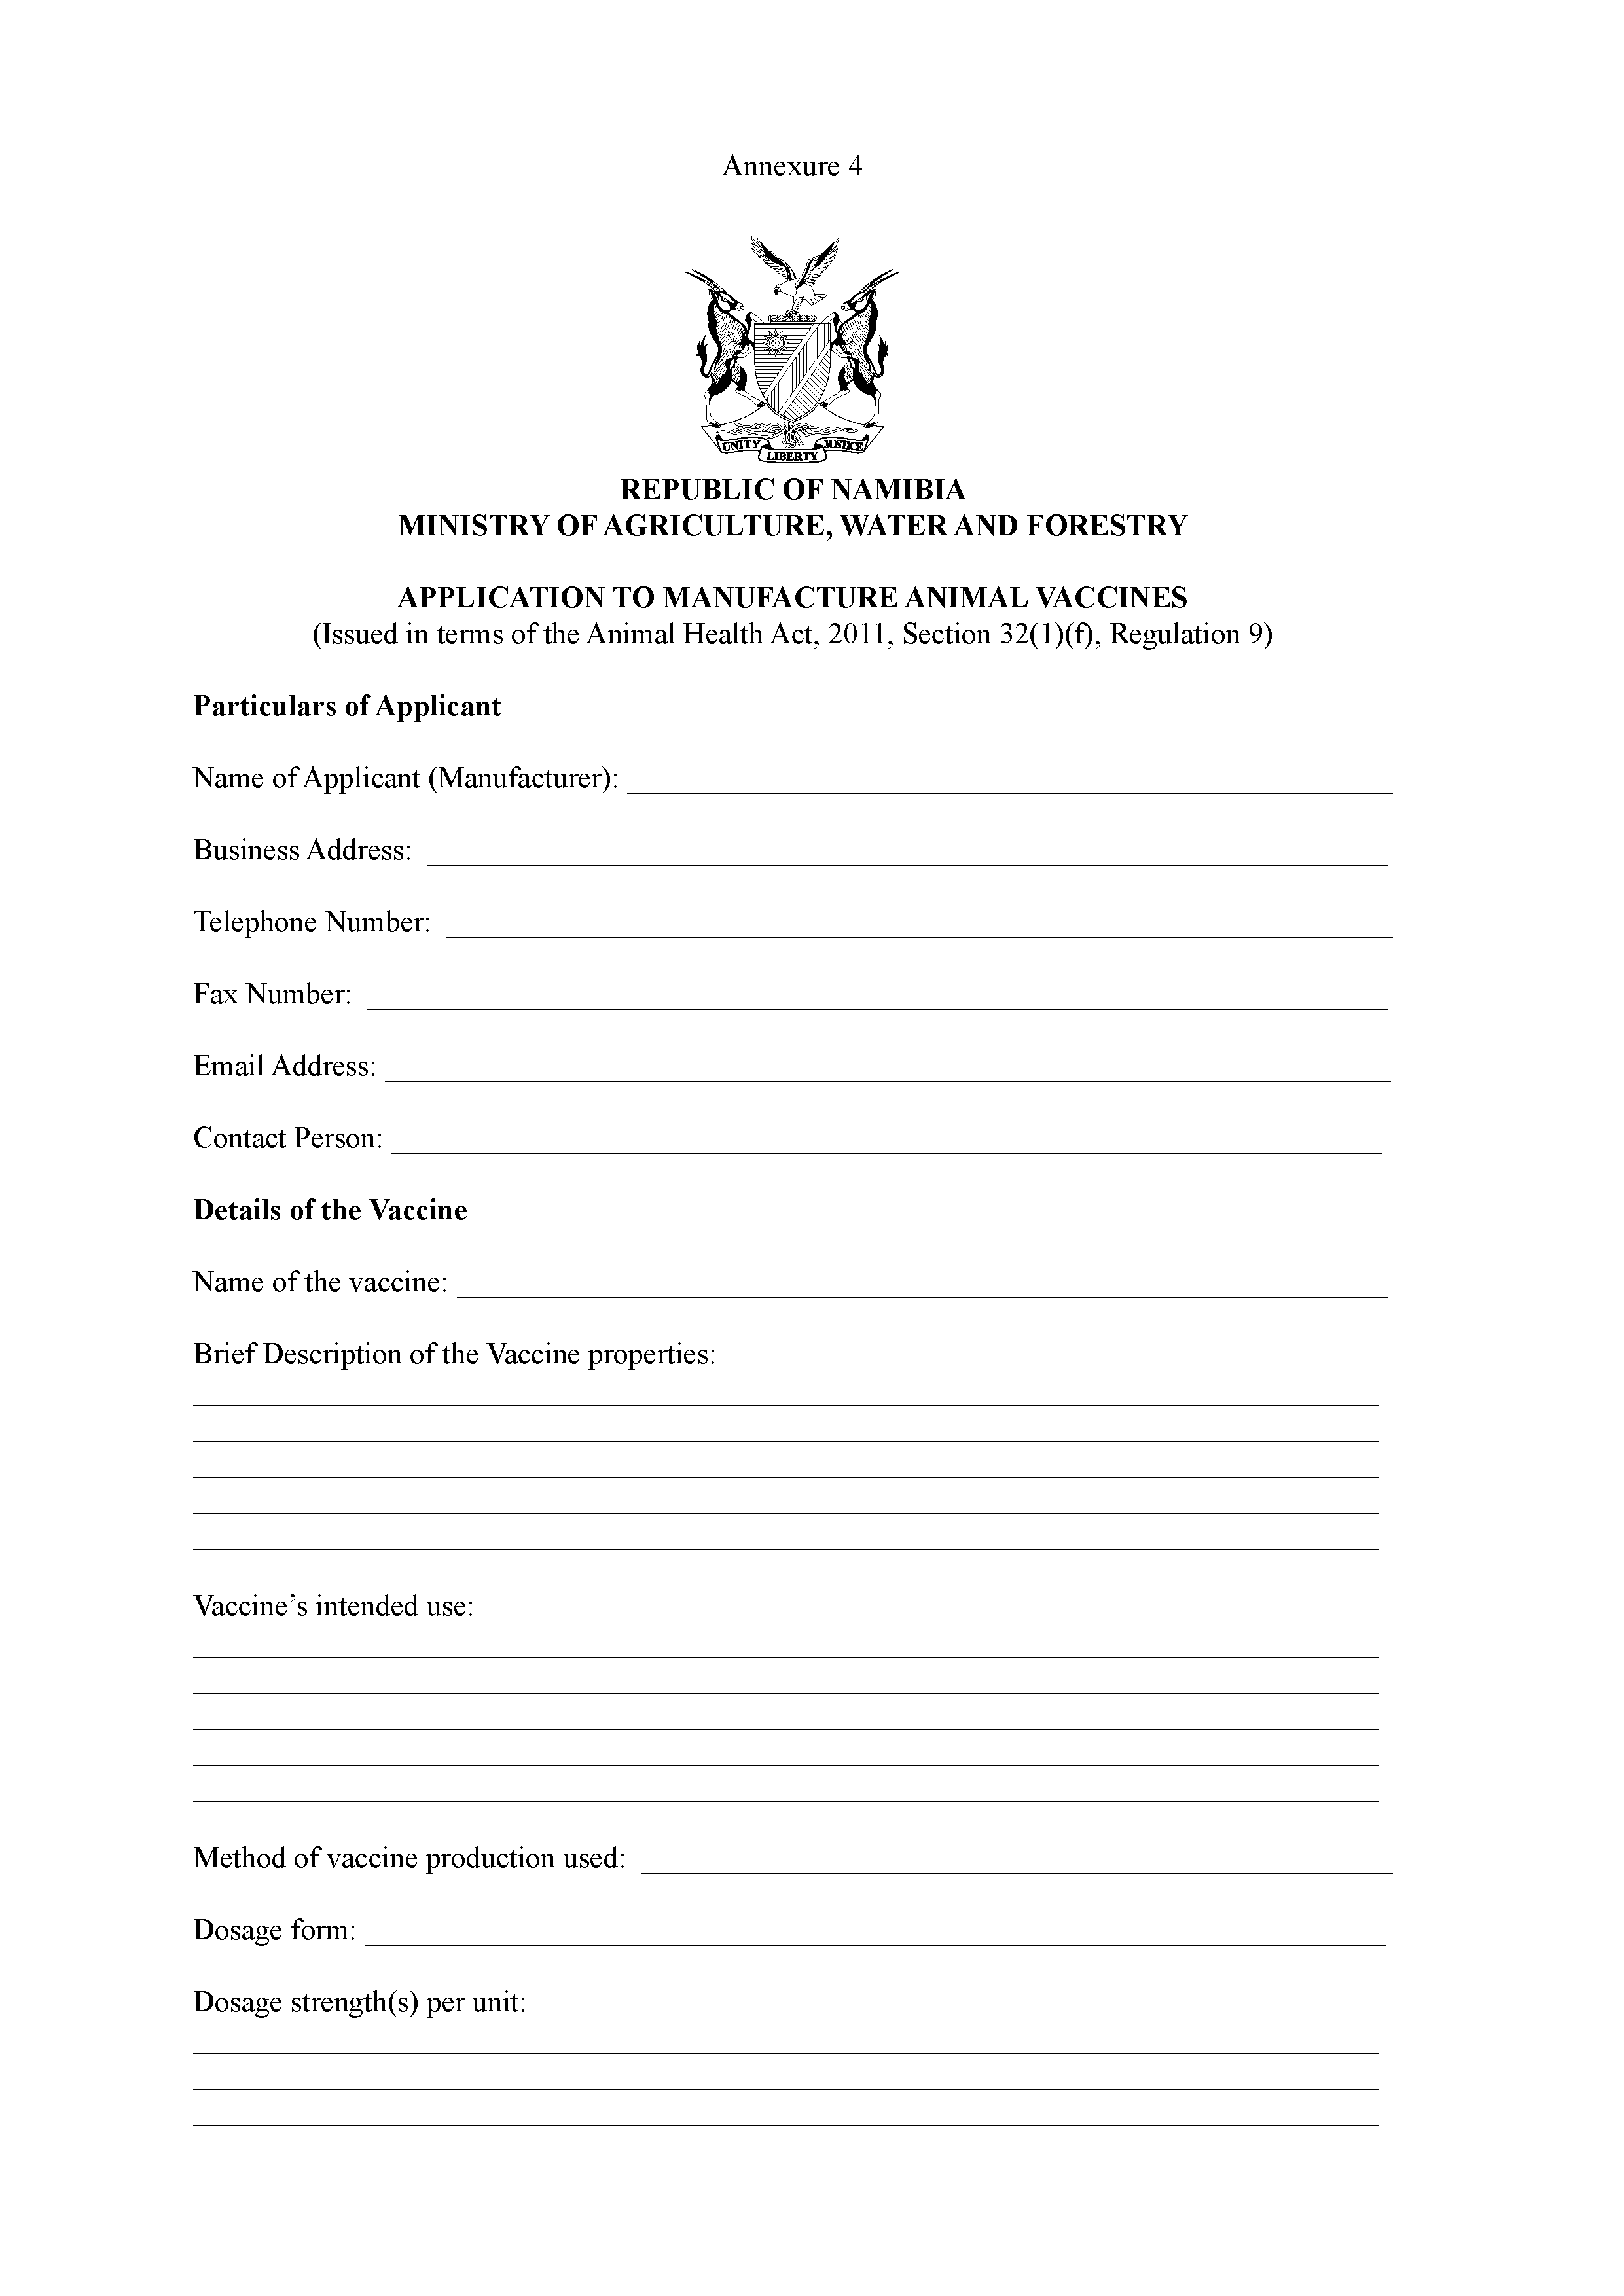 Annexure 4
UNITY LIBERTY JUSTICE
REPUBLIC OF NAMIBIA
MINISTRY OF AGRICULTURE, WATER AND FORESTRY
APPLICATION TO MANUFACTURE ANIMAL VACCINES
(Issued in terms of the Animal Health Act, 2011, Section 32(1)(f), Regulation 9)
Particulars of Applicant
Name of Applicant (Manufacturer):
Business Address:
Telephone Number:
Fax Number:
Email Address:
Contact Person:
Details of the Vaccine
Name of the vaccine:
Brief Description of the Vaccine properties:
Vaccine’s intended use:
Method of vaccine production used:
Dosage form:
Dosage strength(s) per unit: